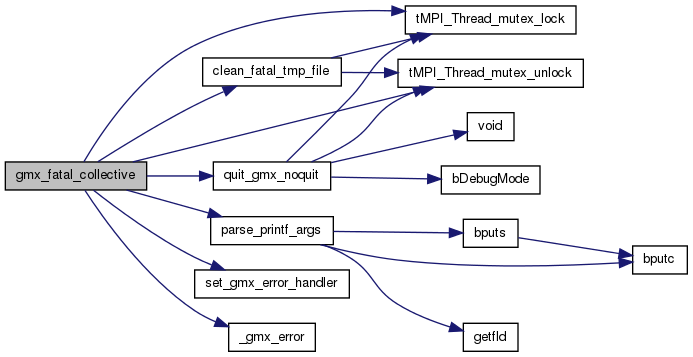 tMPI_Thread_mutex_lock
clean_fatal_tmp_file
tMPI_Thread_mutex_unlock
void
gmx_fatal_collective
quit_gmx_noquit
bDebugMode
parse_printf_args
bputs
bputc
set_gmx_error_handler
_gmx_error
getfld